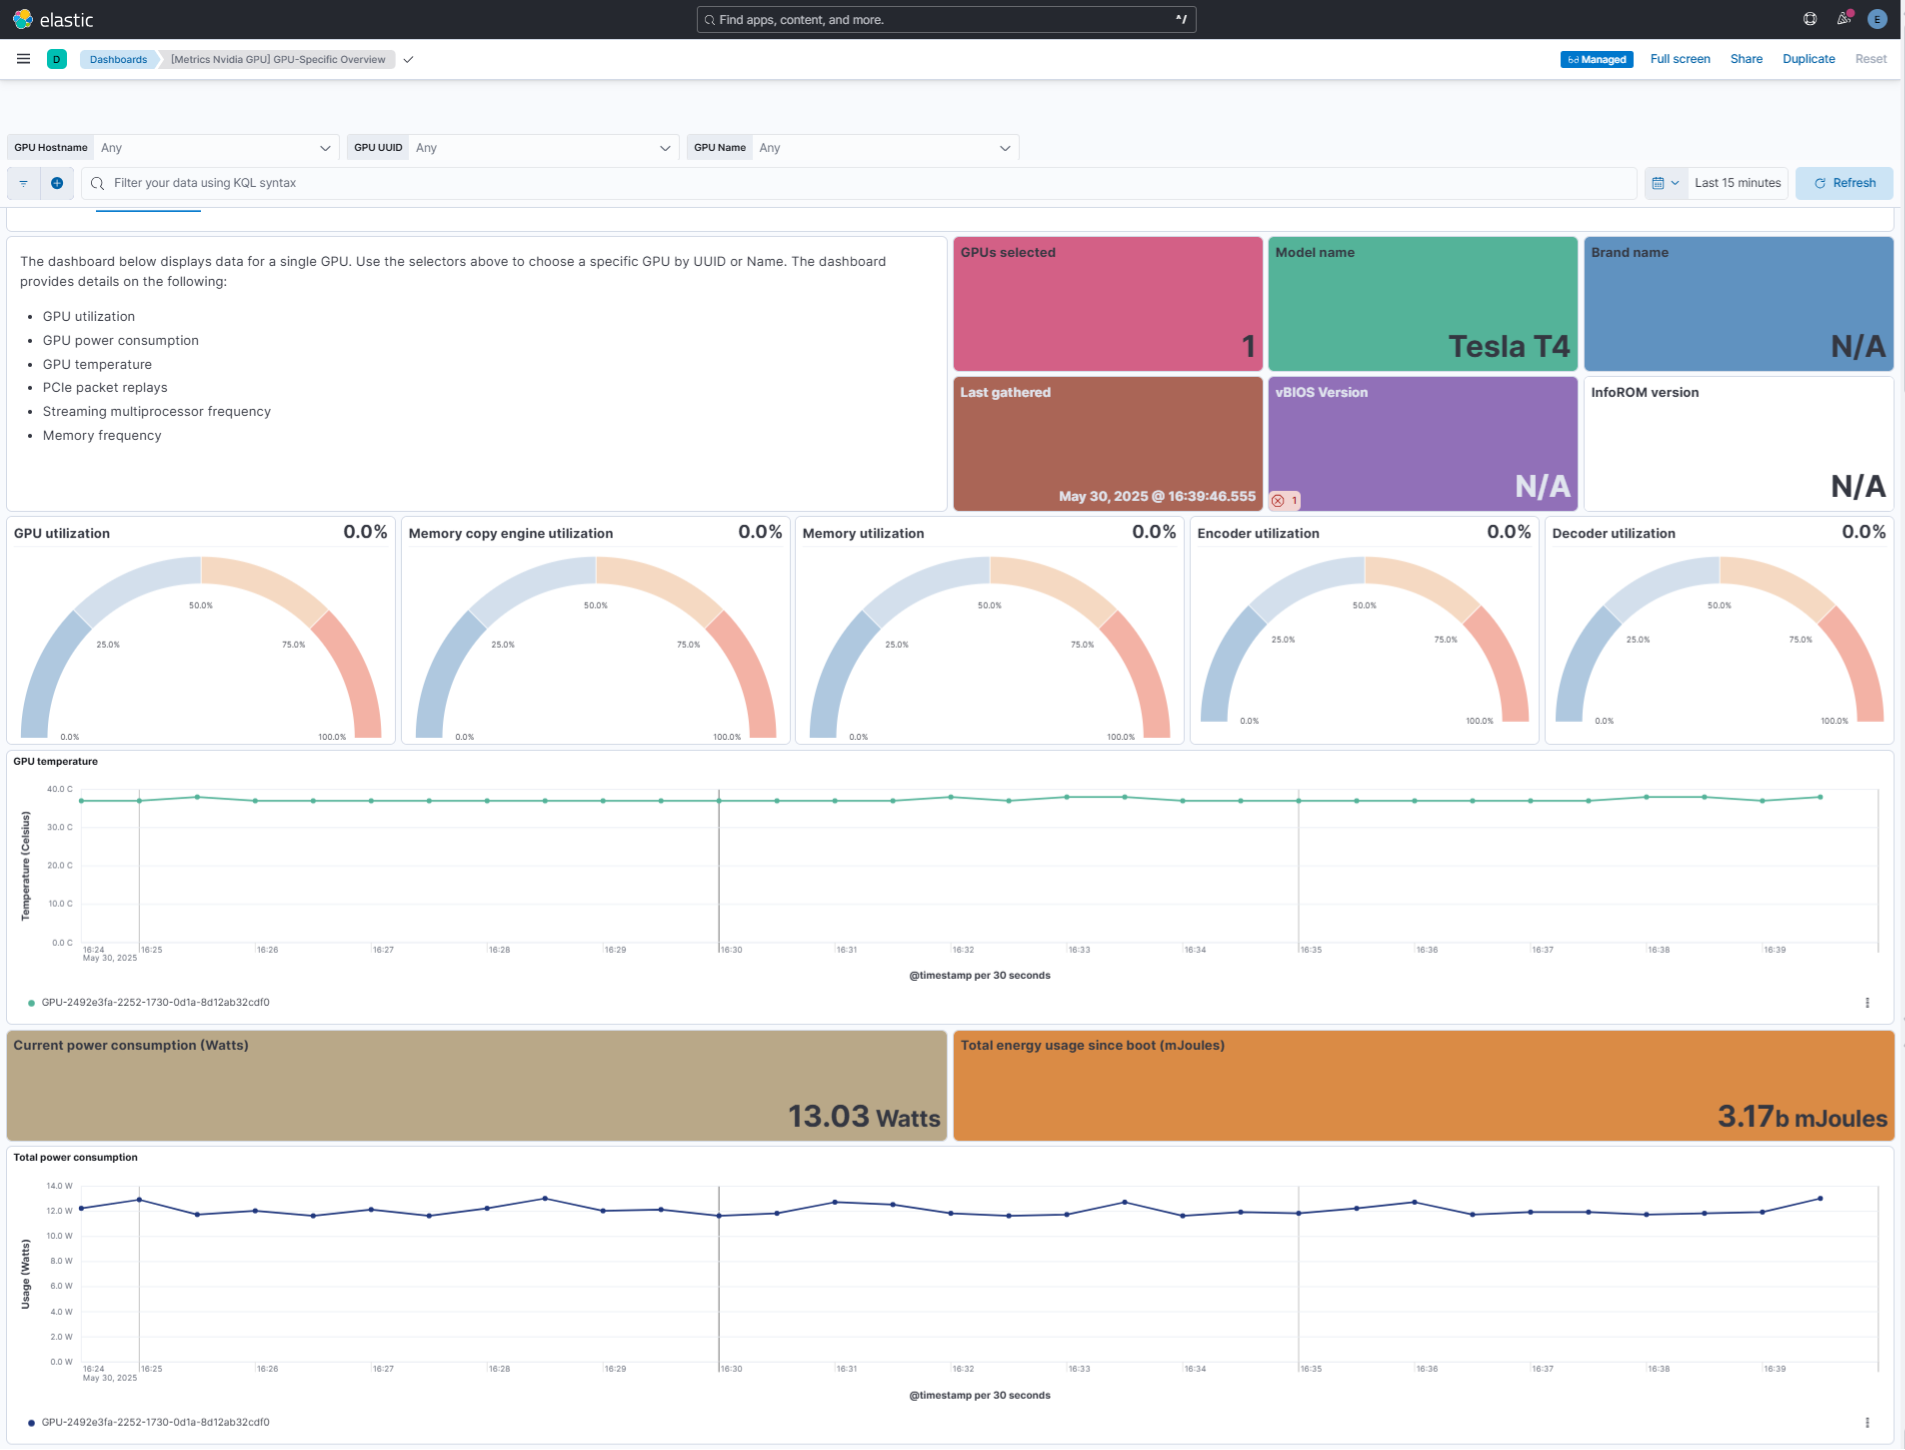 elastic
Find apps, content, and more.
^/
E
D
Dashboards
[Metrics Nvidia GPU] GPU-Specific Overview
Managed
Full screen
Share
Duplicate
Reset
GPU Hostname
Any
GPU UUID
Any
GPU Name
Any
Filter your data using KQL syntax
Last 15 minutes
Refresh
The dashboard below displays data for a single GPU. Use the selectors above to choose a specific GPU by UUID or Name. The dashboard
provides details on the following:
• GPU utilization
• GPU power consumption
• GPU temperature
• PCIe packet replays
• Streaming multiprocessor frequency
• Memory frequency
GPUs selected
1
Model name
Tesla T4
Brand name
N/A
Last gathered
May 30, 2025 @ 16:39:46.555
vBIOS Version
N/A
1
InfoROM version
N/A
GPU utilization
0.0%
50.0%
25.0%
75.0%
0.0%
100.0%
Memory copy engine utilization
0.0%
50.0%
25.0%
75.0%
0.0%
100.0%
Memory utilization
0.0%
50.0%
25.0%
75.0%
0.0%
100.0%
Encoder utilization
0.0%
50.0%
25.0%
75.0%
0.0%
100.0%
Decoder utilization
0.0%
50.0%
25.0%
75.0%
0.0%
100.0%
GPU temperature
Temperature (Celsius)
40.0 C
30.0 C
20.0 C
10.0 C
0.0 C
16:24
16:25
16:26
16:27
16:28
16:29
16:30
16:31
16:32
16:33
16:34
16:35
16:36
16:37
16:38
16:39
May 30, 2025
@timestamp per 30 seconds
GPU-2492e3fa-2252-1730-0d1a-8d12ab32cdf0
Current power consumption (Watts)
13.03 Watts
Total energy usage since boot (mJoules)
3.17b mJoules
Total power consumption
Usage (Watts)
14.0 W
12.0 W
10.0 W
8.0 W
6.0 W
4.0 W
2.0 W
0.0 W
16:24
16:25
16:26
16:27
16:28
16:29
16:30
16:31
16:32
16:33
16:34
16:35
16:36
16:37
16:38
16:39
May 30, 2025
@timestamp per 30 seconds
GPU-2492e3fa-2252-1730-0d1a-8d12ab32cdf0